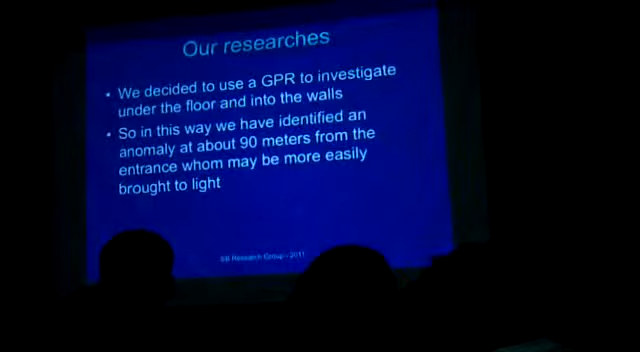 Our researches
• We decided to use a GPR to investigate
under the floor and into the walls
• So in this way we have identified an
anomaly at about 90 meters from the
entrance whom may be more easily
brought to light
SB Research Group - 2011